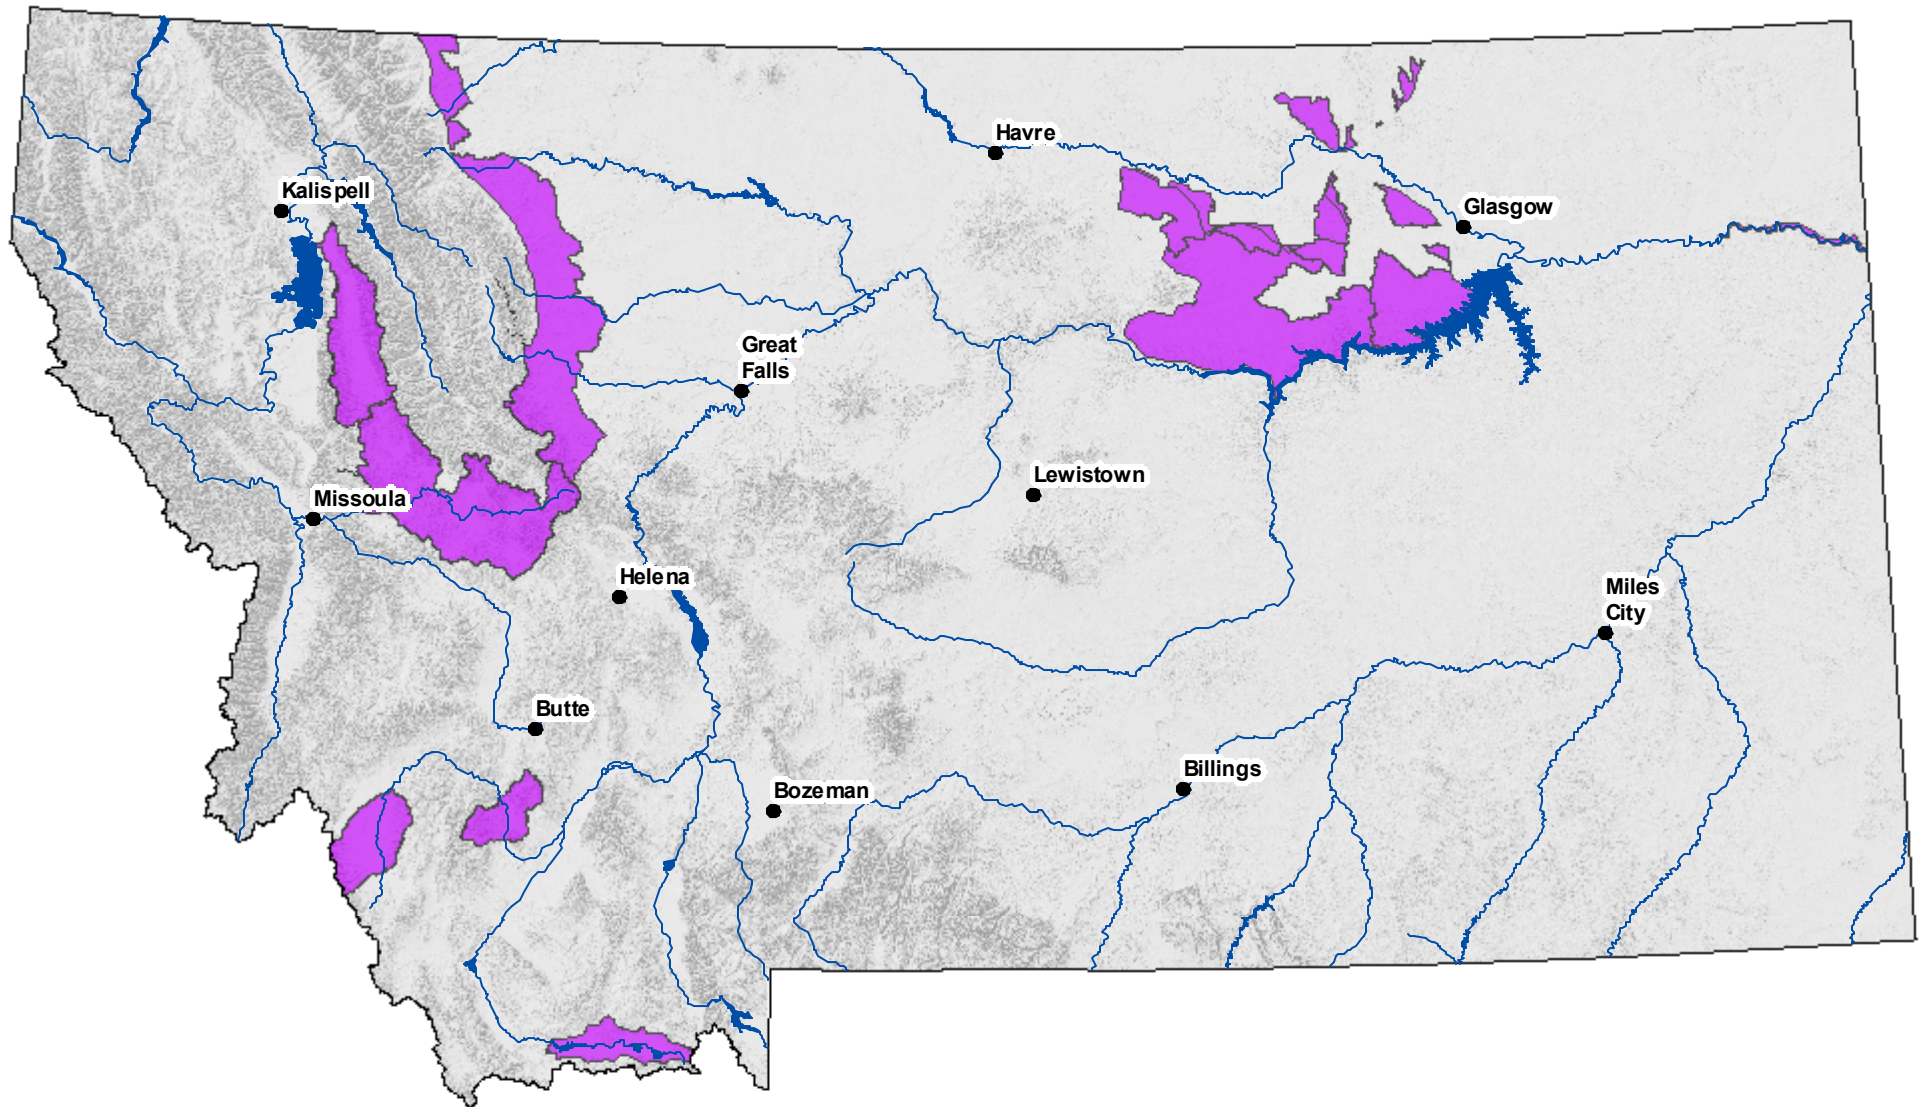 Havre
Kalispell
Glasgow
Great
Falls
Lewistown
Missoula
Helena
Miles
City
Butte
Billings
Bozeman